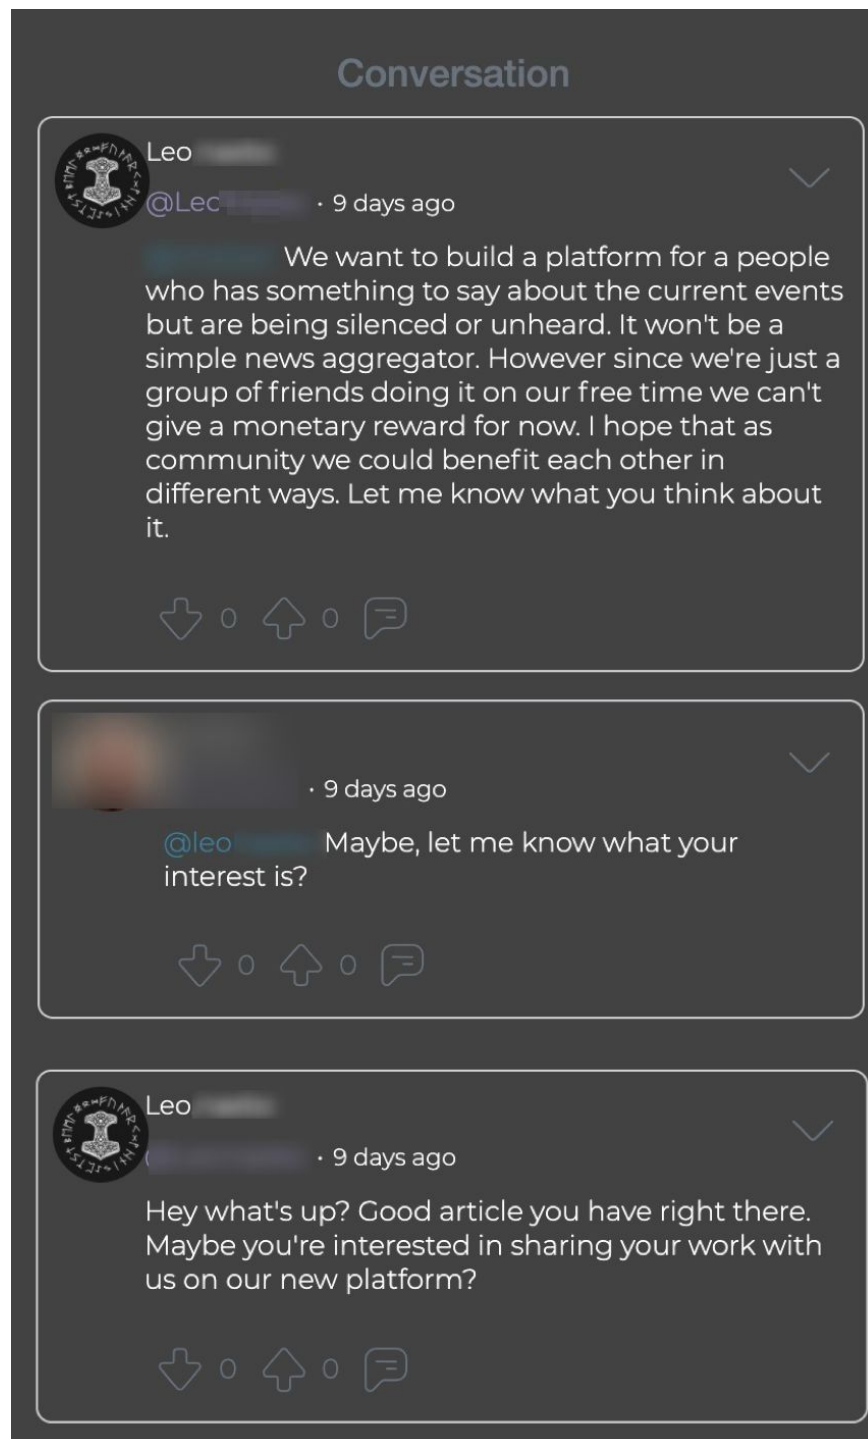 Conversation
Leo
@Leo
· 9 days ago
We want to build a platform for a people
who has something to say about the current events
but are being silenced or unheard. It won't be a
simple news aggregator. However since we're just a
group of friends doing it on our free time we can't
give a monetary reward for now. I hope that as
community we could benefit each other in
different ways. Let me know what you think about
it.
0 0
· 9 days ago
@leo Maybe, let me know what your
interest is?
0 0
Leo
· 9 days ago
Hey what's up? Good article you have right there.
Maybe you're interested in sharing your work with
us on our new platform?
0 0